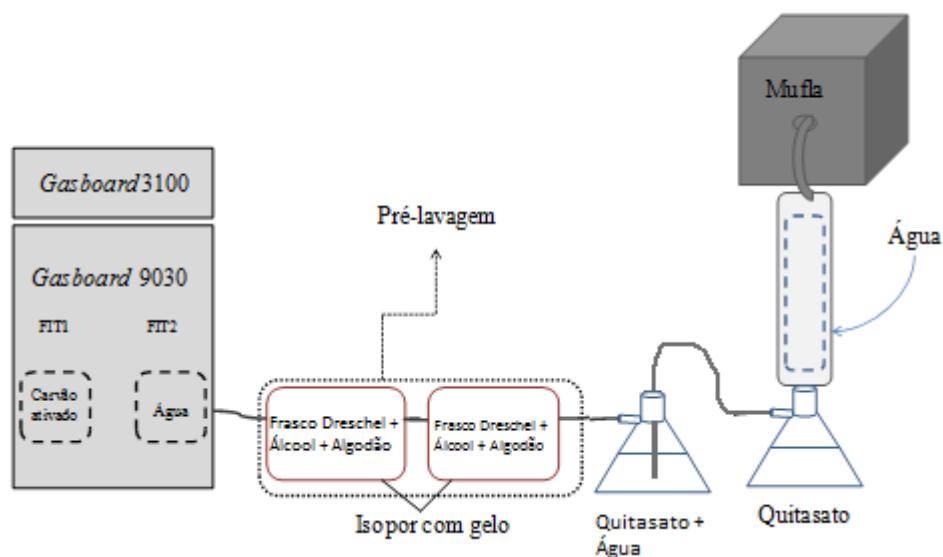 Mufla
Gasboard 3100
Pré-lavagem
Água
Gasboard 9030
FIT1
FIT2
Carvão
ativado
Água
Frasco Dreschel +
Álcool + Algodão
Frasco Dreschel +
Álcool + Algodão
Isopor com gelo
Quitasato +
Água
Quitasato